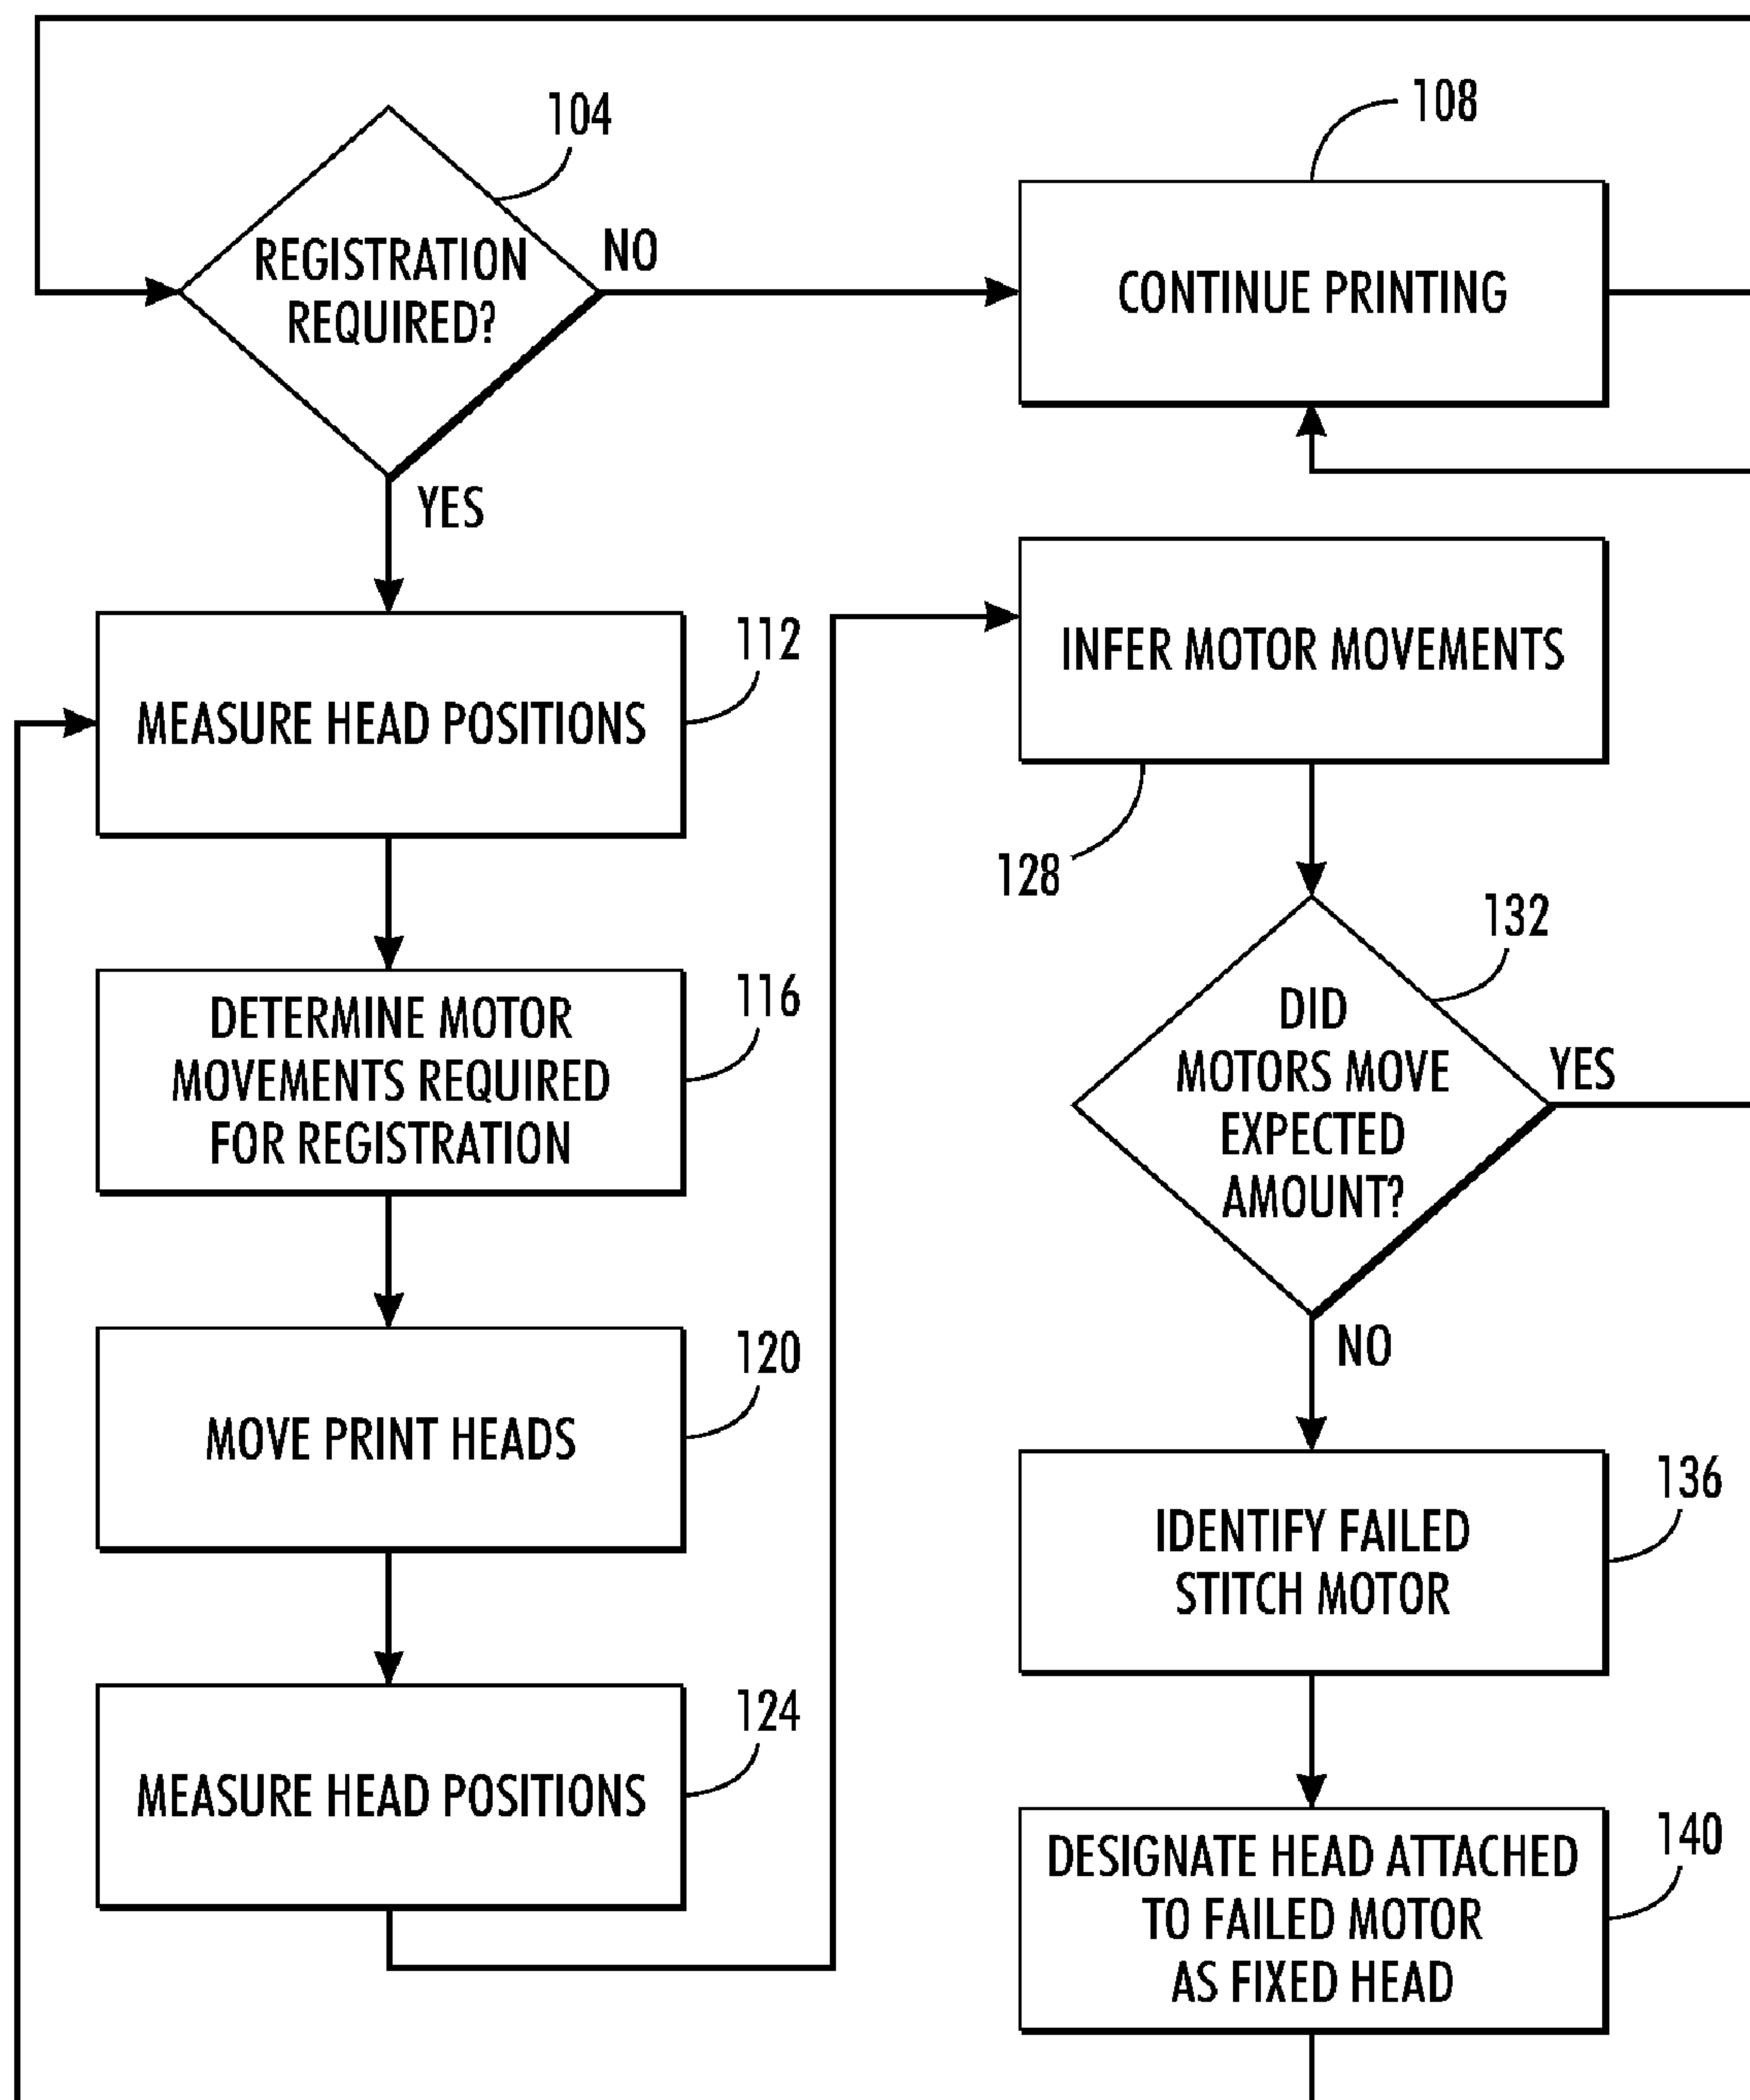 104
REGISTRATION
REQUIRED?
NO
YES
108
CONTINUE PRINTING
112
MEASURE HEAD POSITIONS
116
DETERMINE MOTOR
MOVEMENTS REQUIRED
FOR REGISTRATION
120
MOVE PRINT HEADS
124
MEASURE HEAD POSITIONS
INFER MOTOR MOVEMENTS
128
132
DID
MOTORS MOVE
EXPECTED
AMOUNT?
YES
NO
136
IDENTIFY FAILED
STITCH MOTOR
140
DESIGNATE HEAD ATTACHED
TO FAILED MOTOR
AS FIXED HEAD